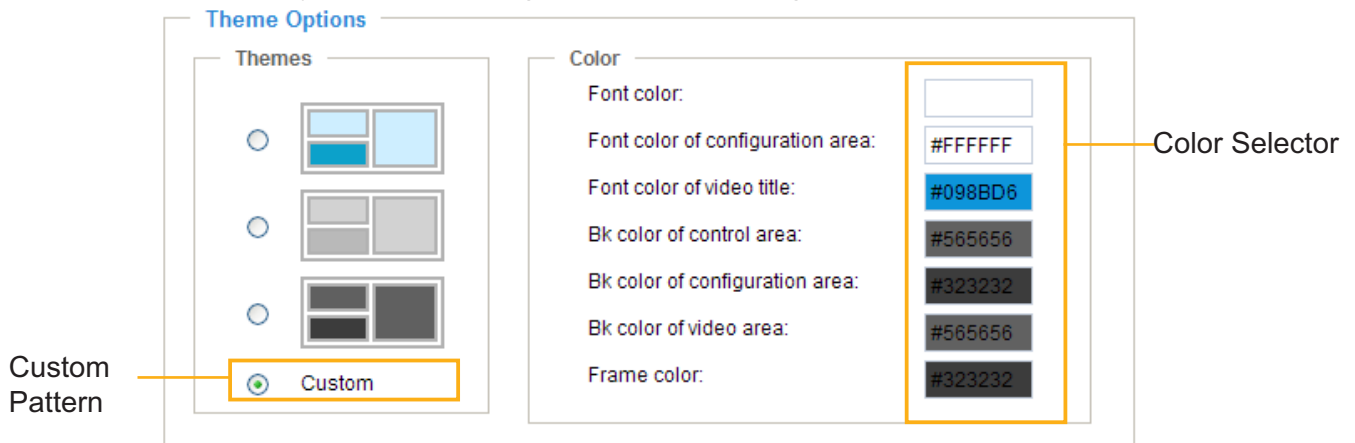 Theme Options
Themes
Custom
Custom
Pattern
Color
Font color:
Font color of configuration area: #FFFFFF
Font color of video title: #098BD6
Bk color of control area: #565656
Bk color of configuration area: #323232
Bk color of video area: #565656
Frame color: #323232
Color Selector